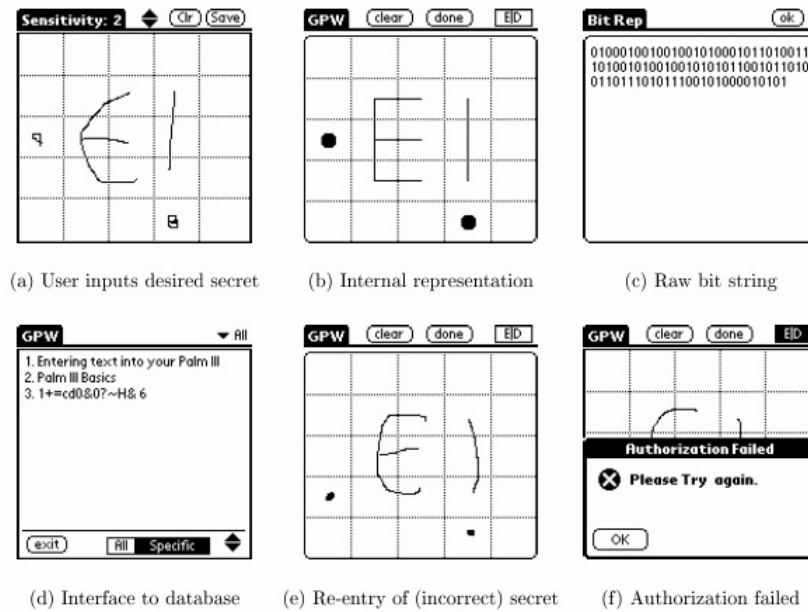 Sensitivity: 2 Clr Save
(a) User inputs desired secret
GPW clear done E|D
(b) Internal representation
Bit Rep ok
010001001001001010001011010011
101001010010010101011001011010
011011101011100101000010101
(c) Raw bit string
GPW All
1. Entering text into your Palm III
2. Palm III Basics
3. 1+=cd0&0?~H& 6
exit All Specific
(d) Interface to database
GPW clear done E|D
(e) Re-entry of (incorrect) secret
GPW clear done E|D
Authorization Failed
Please Try again.
OK
(f) Authorization failed